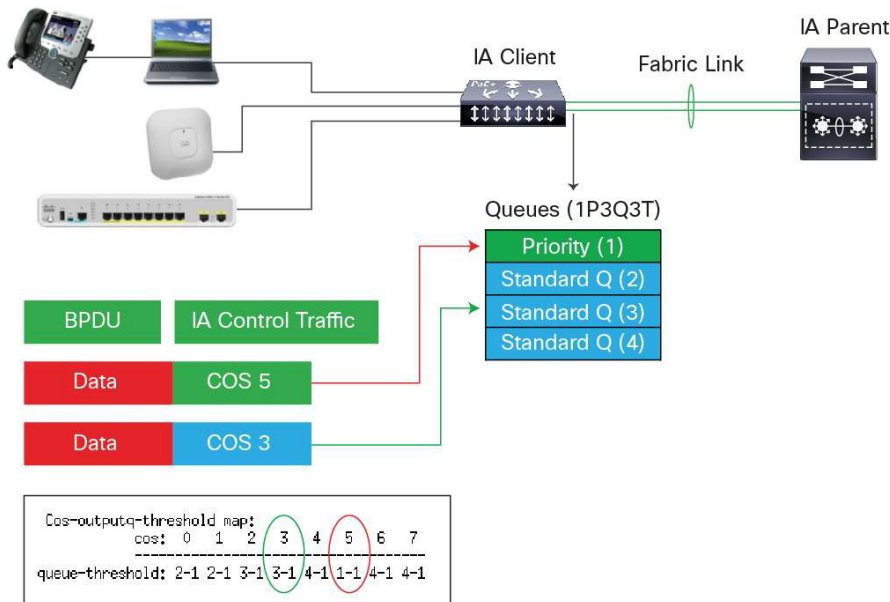 IA Parent
IA Client
Fabric Link
PoE+
Queues (1P3Q3T)
Priority (1)
Standard Q (2)
Standard Q (3)
Standard Q (4)
BPDU
IA Control Traffic
Data
COS 5
Data
COS 3
Cos-outputq-threshold map:
cos: 0 1 2 3 4 5 6 7
queue-threshold: 2-1 2-1 3-1 3-1 4-1 1-1 4-1 4-1